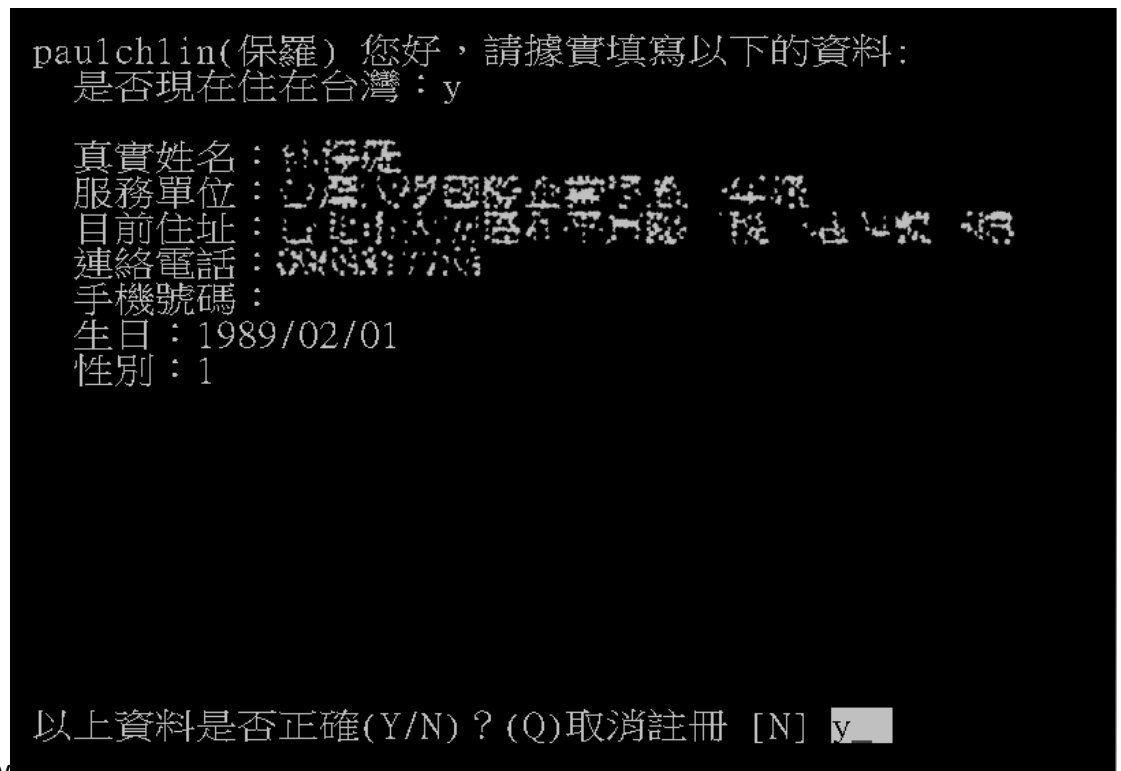 paulchlin(保羅) 您好，請據實填寫以下的資料:
是否現在住在台灣：y
真實姓名：
服務單位：
目前住址：
連絡電話：
手機號碼：
生日：1989/02/01
性別：1
以上資料是否正確(Y/N)？(Q)取消註冊 [N] y_